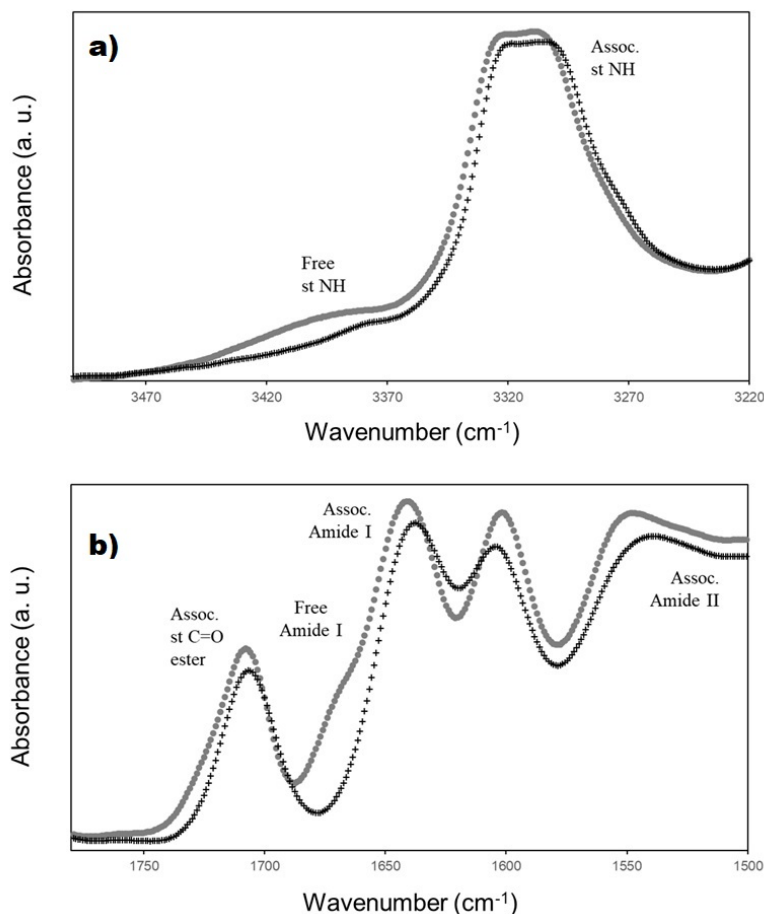 a)
Assoc.
st NH
Free
st NH
Absorbance (a. u.)
3470 3420 3370 3320 3270 3220
Wavenumber (cm⁻¹)
b)
Assoc.
Amide I
Assoc.
st C=O
ester
Free
Amide I
Assoc.
Amide II
Absorbance (a. u.)
1750 1700 1650 1600 1550 1500
Wavenumber (cm⁻¹)